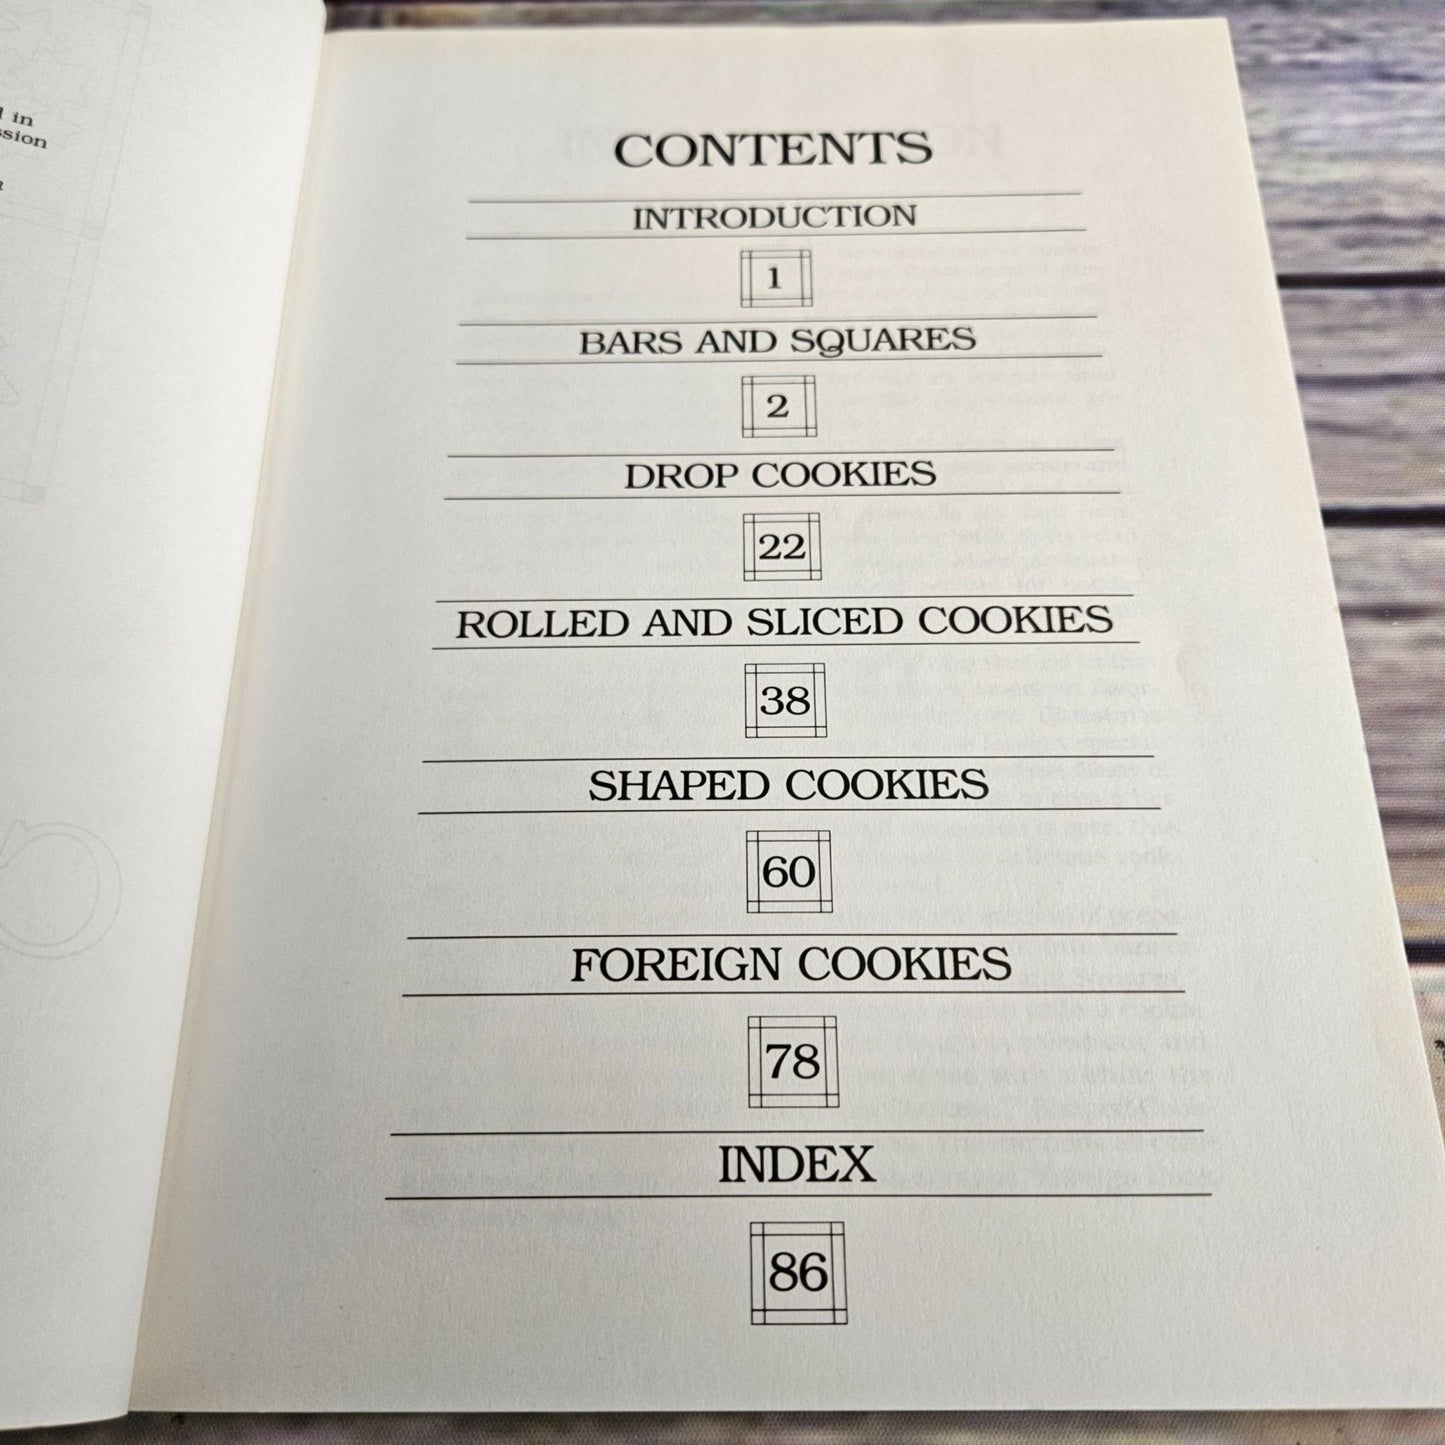 in
CONTENTS
INTRODUCTION
1
BARS AND SQUARES
2
DROP COOKIES
22
ROLLED AND SLICED COOKIES
38
SHAPED COOKIES
60
FOREIGN COOKIES
78
INDEX
86